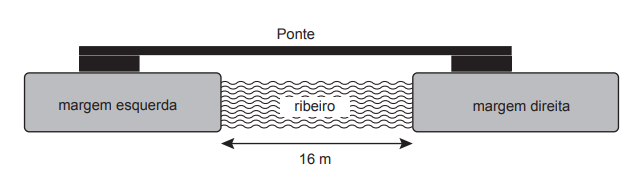 Ponte
margem esquerda
ribeiro
margem direita
16 m